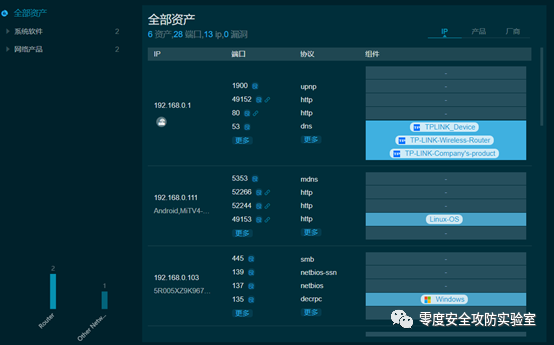 全部资产
系统软件 2
网络产品 2
2
1
Router
Other Netw...
全部资产
6 资产,28 端口,13 ip,0 漏洞
IP 产品 厂商
IP 端口 协议 组件
192.168.0.1
1900 upnp -
49152 http -
80 http -
53 dns -
更多 更多
TPLINK_Device
TP-LINK-Wireless-Router
TP-LINK-Company's-product
192.168.0.111
Android,MiTV4-...
5353 mdns -
52266 http -
52244 http -
49153 http Linux-OS
更多 更多 -
192.168.0.103
5R005XZ9K967...
445 smb -
139 netbios-ssn -
137 netbios -
135 decrpc Windows
更多 更多
零度安全攻防实验室